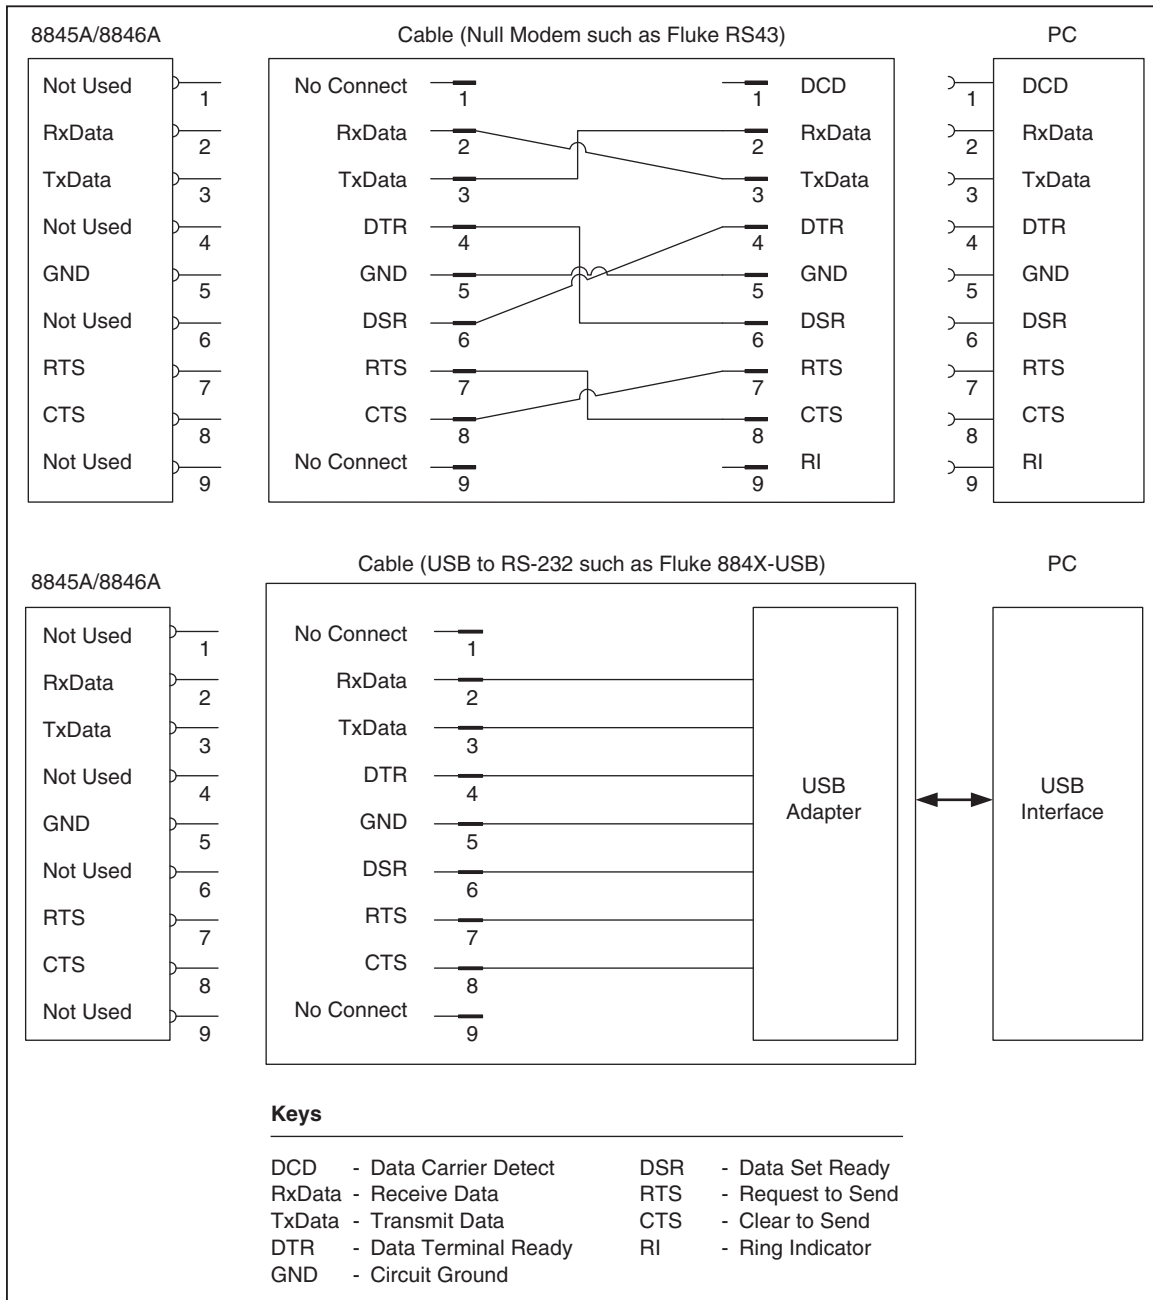 8845A/8846A
Cable (Null Modem such as Fluke RS43)
PC
Not Used 1 No Connect 1 1 DCD 1 DCD
RxData 2 RxData 2 2 RxData 2 RxData
TxData 3 TxData 3 3 TxData 3 TxData
Not Used 4 DTR 4 4 DTR 4 DTR
GND 5 GND 5 5 GND 5 GND
Not Used 6 DSR 6 6 DSR 6 DSR
RTS 7 RTS 7 7 RTS 7 RTS
CTS 8 CTS 8 8 CTS 8 CTS
Not Used 9 No Connect 9 9 RI 9 RI
8845A/8846A
Cable (USB to RS-232 such as Fluke 884X-USB)
PC
Not Used 1 No Connect 1
RxData 2 RxData 2
TxData 3 TxData 3
Not Used 4 DTR 4
GND 5 GND 5
Not Used 6 DSR 6
RTS 7 RTS 7
CTS 8 CTS 8
Not Used 9 No Connect 9
USB
Adapter
USB
Interface
Keys
DCD - Data Carrier Detect
RxData - Receive Data
TxData - Transmit Data
DTR - Data Terminal Ready
GND - Circuit Ground
DSR - Data Set Ready
RTS - Request to Send
CTS - Clear to Send
RI - Ring Indicator